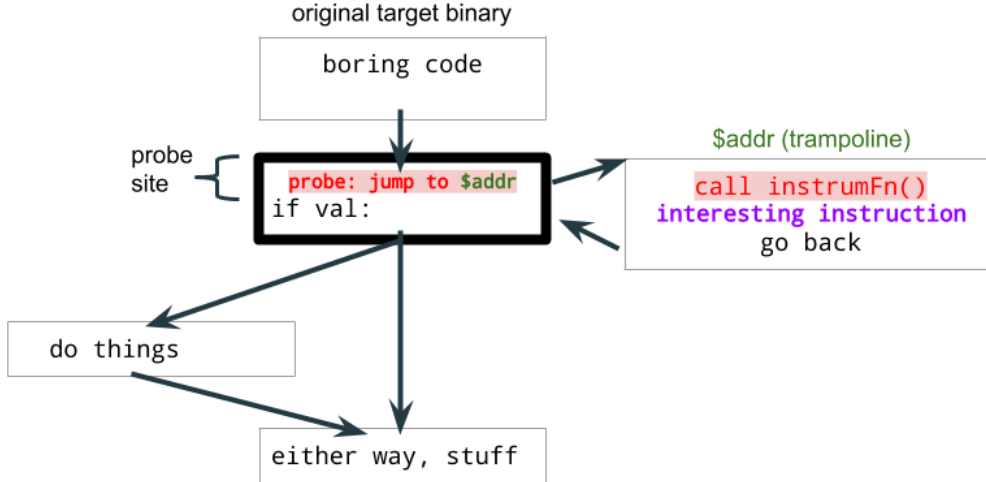 original target binary
boring code
probe
site
probe: jump to $addr
if val:
$addr (trampoline)
call instrumFn()
interesting instruction
go back
do things
either way, stuff